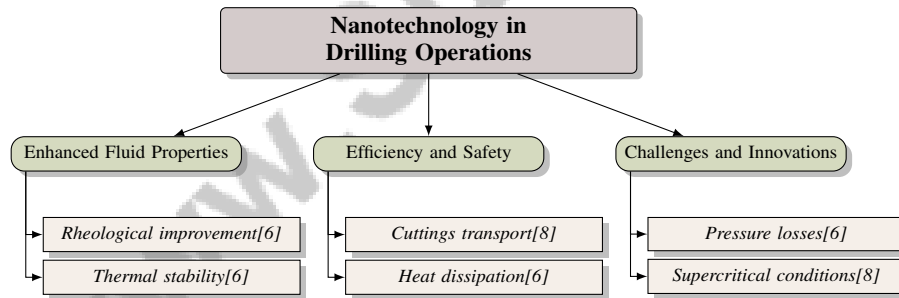 Nanotechnology in
Drilling Operations
Enhanced Fluid Properties
Efficiency and Safety
Challenges and Innovations
Rheological improvement[6]
Cuttings transport[8]
Pressure losses[6]
Thermal stability[6]
Heat dissipation[6]
Supercritical conditions[8]